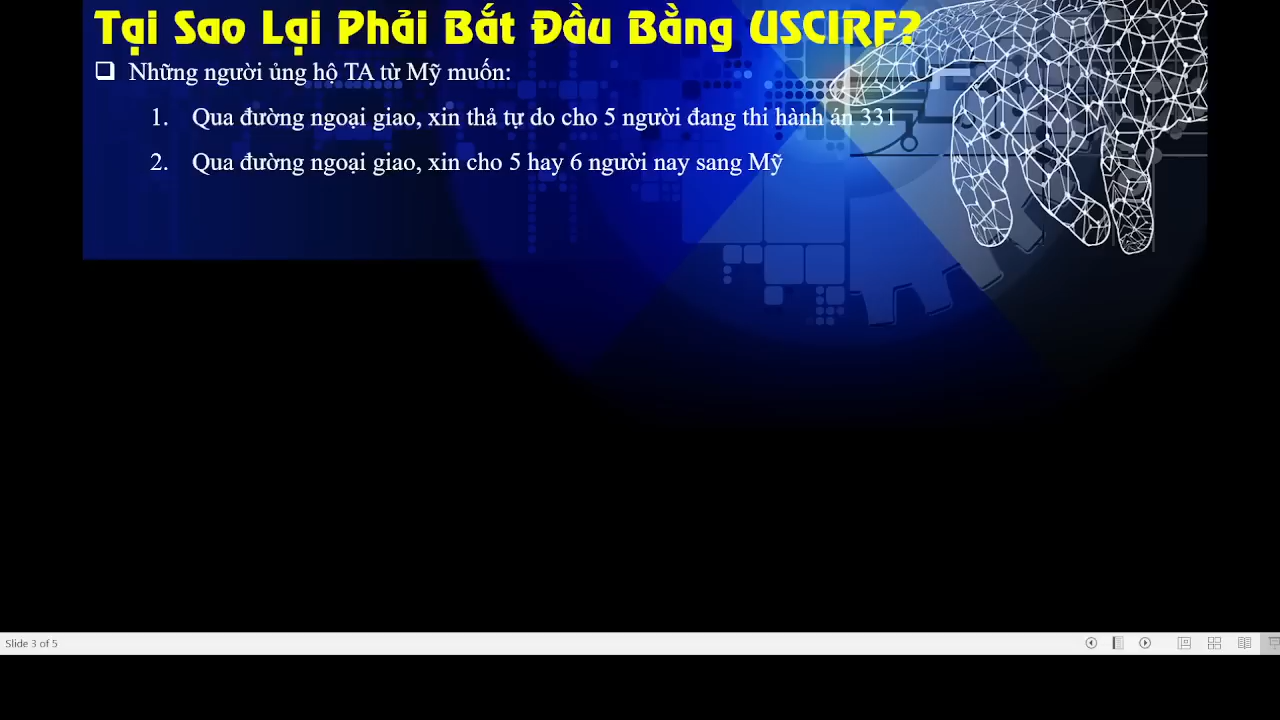 Tại Sao Lại Phải Bắt Đầu Bằng USCIRF?
Những người ủng hộ TA từ Mỹ muốn:
1. Qua đường ngoại giao, xin thả tự do cho 5 người đang thi hành án 331
2. Qua đường ngoại giao, xin cho 5 hay 6 người nay sang Mỹ
Slide 3 of 5